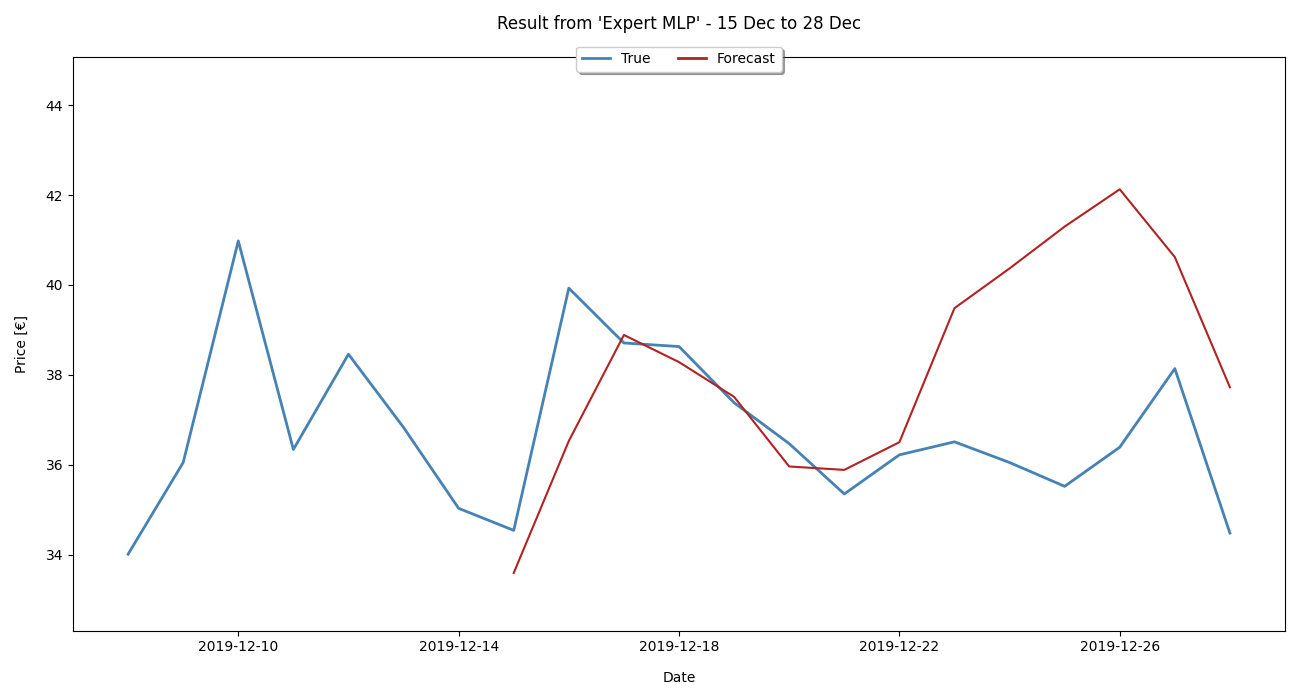 Result from 'Expert MLP' - 15 Dec to 28 Dec
True Forecast
44
42
40
38
36
34
Price [€]
2019-12-10 2019-12-14 2019-12-18 2019-12-22 2019-12-26
Date